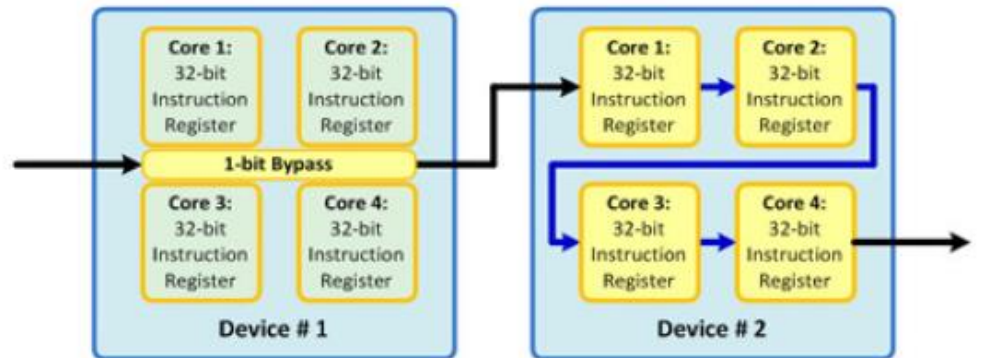 Core 1:
32-bit
Instruction
Register
Core 2:
32-bit
Instruction
Register
1-bit Bypass
Core 3:
32-bit
Instruction
Register
Core 4:
32-bit
Instruction
Register
Device # 1
Core 1:
32-bit
Instruction
Register
Core 2:
32-bit
Instruction
Register
Core 3:
32-bit
Instruction
Register
Core 4:
32-bit
Instruction
Register
Device # 2